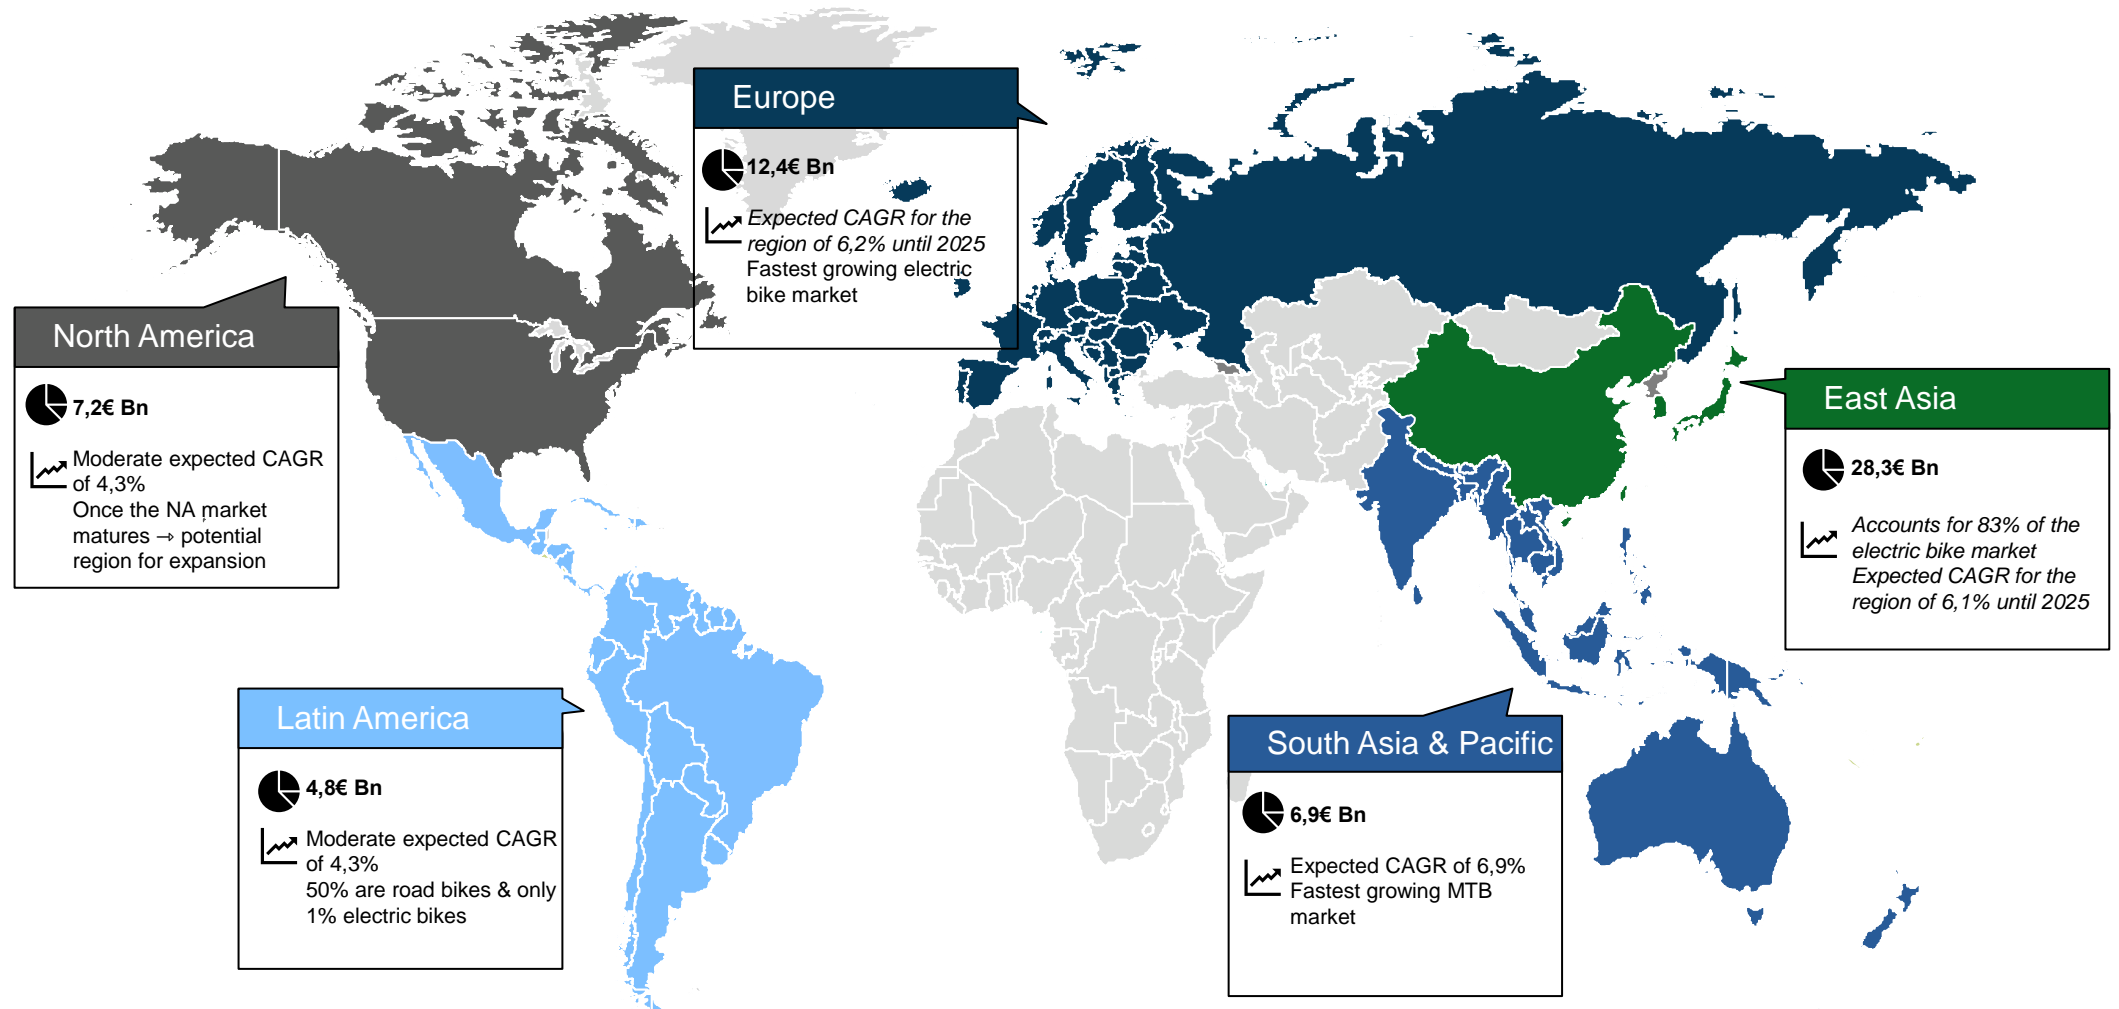 Europe
12,4€ Bn
Expected CAGR for the
region of 6,2% until 2025
Fastest growing electric
bike market
North America
7,2€ Bn
Moderate expected CAGR
of 4,3%
Once the NA market
matures → potential
region for expansion
East Asia
28,3€ Bn
Accounts for 83% of the
electric bike market
Expected CAGR for the
region of 6,1% until 2025
Latin America
4,8€ Bn
Moderate expected CAGR
of 4,3%
50% are road bikes & only
1% electric bikes
South Asia & Pacific
6,9€ Bn
Expected CAGR of 6,9%
Fastest growing MTB
market